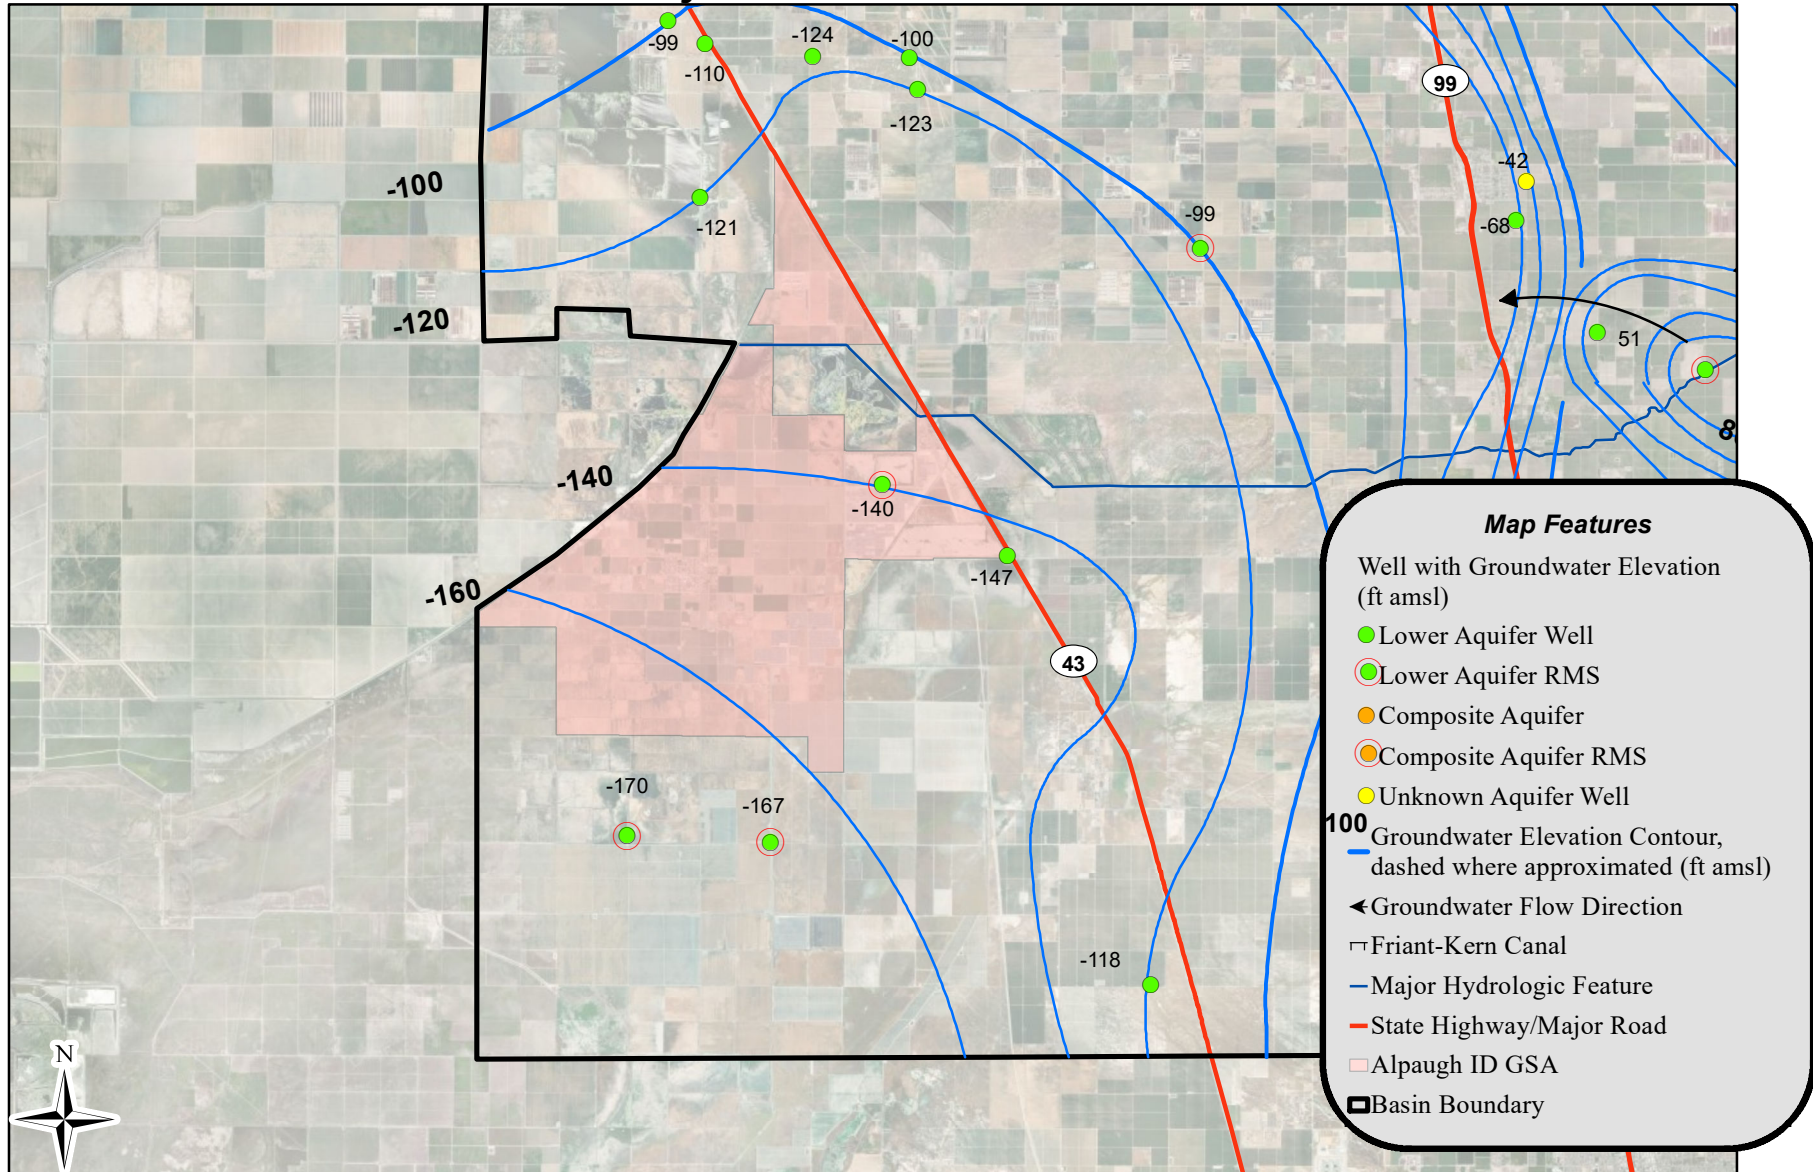 -99
-110
-124
-100
-123
99
-42
-68
-100
-121
-99
-120
51
8
-140
-140
-147
-160
43
-170
-167
-118
N
Map Features
Well with Groundwater Elevation
(ft amsl)
Lower Aquifer Well
Lower Aquifer RMS
Composite Aquifer
Composite Aquifer RMS
Unknown Aquifer Well
100
Groundwater Elevation Contour,
dashed where approximated (ft amsl)
Groundwater Flow Direction
Friant-Kern Canal
Major Hydrologic Feature
State Highway/Major Road
Alpaugh ID GSA
Basin Boundary